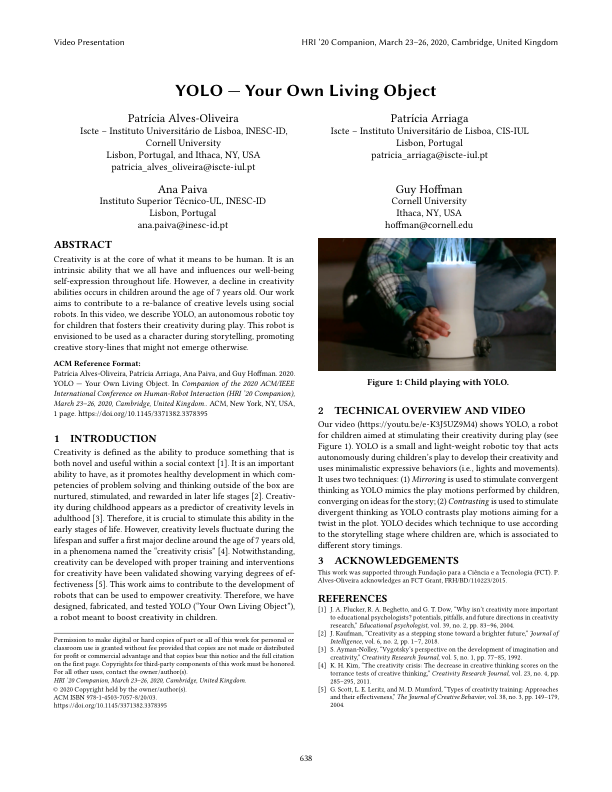 Video Presentation
HRI '20 Companion, March 23–26, 2020, Cambridge, United Kingdom
YOLO — Your Own Living Object
Patrícia Alves-Oliveira
Iscte – Instituto Universitário de Lisboa, INESC-ID,
Cornell University
Lisbon, Portugal, and Ithaca, NY, USA
patricia_alves_oliveira@iscte-iul.pt
Patrícia Arriaga
Iscte – Instituto Universitário de Lisboa, CIS-IUL
Lisbon, Portugal
patricia_arriaga@iscte-iul.pt
Ana Paiva
Instituto Superior Técnico-UL, INESC-ID
Lisbon, Portugal
ana.paiva@inesc-id.pt
Guy Hoffman
Cornell University
Ithaca, NY, USA
hoffman@cornell.edu
ABSTRACT
Creativity is at the core of what it means to be human. It is an
intrinsic ability that we all have and influences our well-being
self-expression throughout life. However, a decline in creativity
abilities occurs in children around the age of 7 years old. Our work
aims to contribute to a re-balance of creative levels using social
robots. In this video, we describe YOLO, an autonomous robotic toy
for children that fosters their creativity during play. This robot is
envisioned to be used as a character during storytelling, promoting
creative story-lines that might not emerge otherwise.
ACM Reference Format:
Patrícia Alves-Oliveira, Patrícia Arriaga, Ana Paiva, and Guy Hoffman. 2020.
YOLO — Your Own Living Object. In Companion of the 2020 ACM/IEEE
International Conference on Human-Robot Interaction (HRI '20 Companion),
March 23–26, 2020, Cambridge, United Kingdom. ACM, New York, NY, USA,
1 page. https://doi.org/10.1145/3371382.3378395
1 INTRODUCTION
Creativity is defined as the ability to produce something that is
both novel and useful within a social context [1]. It is an important
ability to have, as it promotes healthy development in which com-
petencies of problem solving and thinking outside of the box are
nurtured, stimulated, and rewarded in later life stages [2]. Creativ-
ity during childhood appears as a predictor of creativity levels in
adulthood [3]. Therefore, it is crucial to stimulate this ability in the
early stages of life. However, creativity levels fluctuate during the
lifespan and suffer a first major decline around the age of 7 years old,
in a phenomena named the "creativity crisis" [4]. Notwithstanding,
creativity can be developed with proper training and interventions
for creativity have been validated showing varying degrees of ef-
fectiveness [5]. This work aims to contribute to the development of
robots that can be used to empower creativity. Therefore, we have
designed, fabricated, and tested YOLO ("Your Own Living Object"),
a robot meant to boost creativity in children.
Permission to make digital or hard copies of part or all of this work for personal or
classroom use is granted without fee provided that copies are not made or distributed
for profit or commercial advantage and that copies bear this notice and the full citation
on the first page. Copyrights for third-party components of this work must be honored.
For all other uses, contact the owner/author(s).
HRI '20 Companion, March 23–26, 2020, Cambridge, United Kingdom.
© 2020 Copyright held by the owner/author(s).
ACM ISBN 978-1-4503-7057-8/20/03.
https://doi.org/10.1145/3371382.3378395
Figure 1: Child playing with YOLO.
2 TECHNICAL OVERVIEW AND VIDEO
Our video (https://youtu.be/e-K3J5UZ9M4) shows YOLO, a robot
for children aimed at stimulating their creativity during play (see
Figure 1). YOLO is a small and light-weight robotic toy that acts
autonomously during children's play to develop their creativity and
uses minimalistic expressive behaviors (i.e., lights and movements).
It uses two techniques: (1) Mirroring is used to stimulate convergent
thinking as YOLO mimics the play motions performed by children,
converging on ideas for the story; (2) Contrasting is used to stimulate
divergent thinking as YOLO contrasts play motions aiming for a
twist in the plot. YOLO decides which technique to use according
to the storytelling stage where children are, which is associated to
different story timings.
3 ACKNOWLEDGEMENTS
This work was supported through Fundação para a Ciência e a Tecnologia (FCT). P.
Alves-Oliveira acknowledges an FCT Grant, PRH/BD/110223/2015.
REFERENCES
[1] J. A. Plucker, R. A. Beghetto, and G. T. Dow, "Why isn't creativity more important
to educational psychologists? potentials, pitfalls, and future directions in creativity
research," Educational psychologist, vol. 39, no. 2, pp. 83–96, 2004.
[2] J. Kaufman, "Creativity as a stepping stone toward a brighter future," Journal of
Intelligence, vol. 6, no. 2, pp. 1–7, 2018.
[3] S. Ayman-Nolley, "Vygotsky's perspective on the development of imagination and
creativity," Creativity Research Journal, vol. 5, no. 1, pp. 77–85, 1992.
[4] K. H. Kim, "The creativity crisis: The decrease in creative thinking scores on the
torrance tests of creative thinking," Creativity Research Journal, vol. 23, no. 4, pp.
285–295, 2011.
[5] G. Scott, L. E. Leritz, and M. D. Mumford, "Types of creativity training: Approaches
and their effectiveness," The Journal of Creative Behavior, vol. 38, no. 3, pp. 149–179,
2004.
638